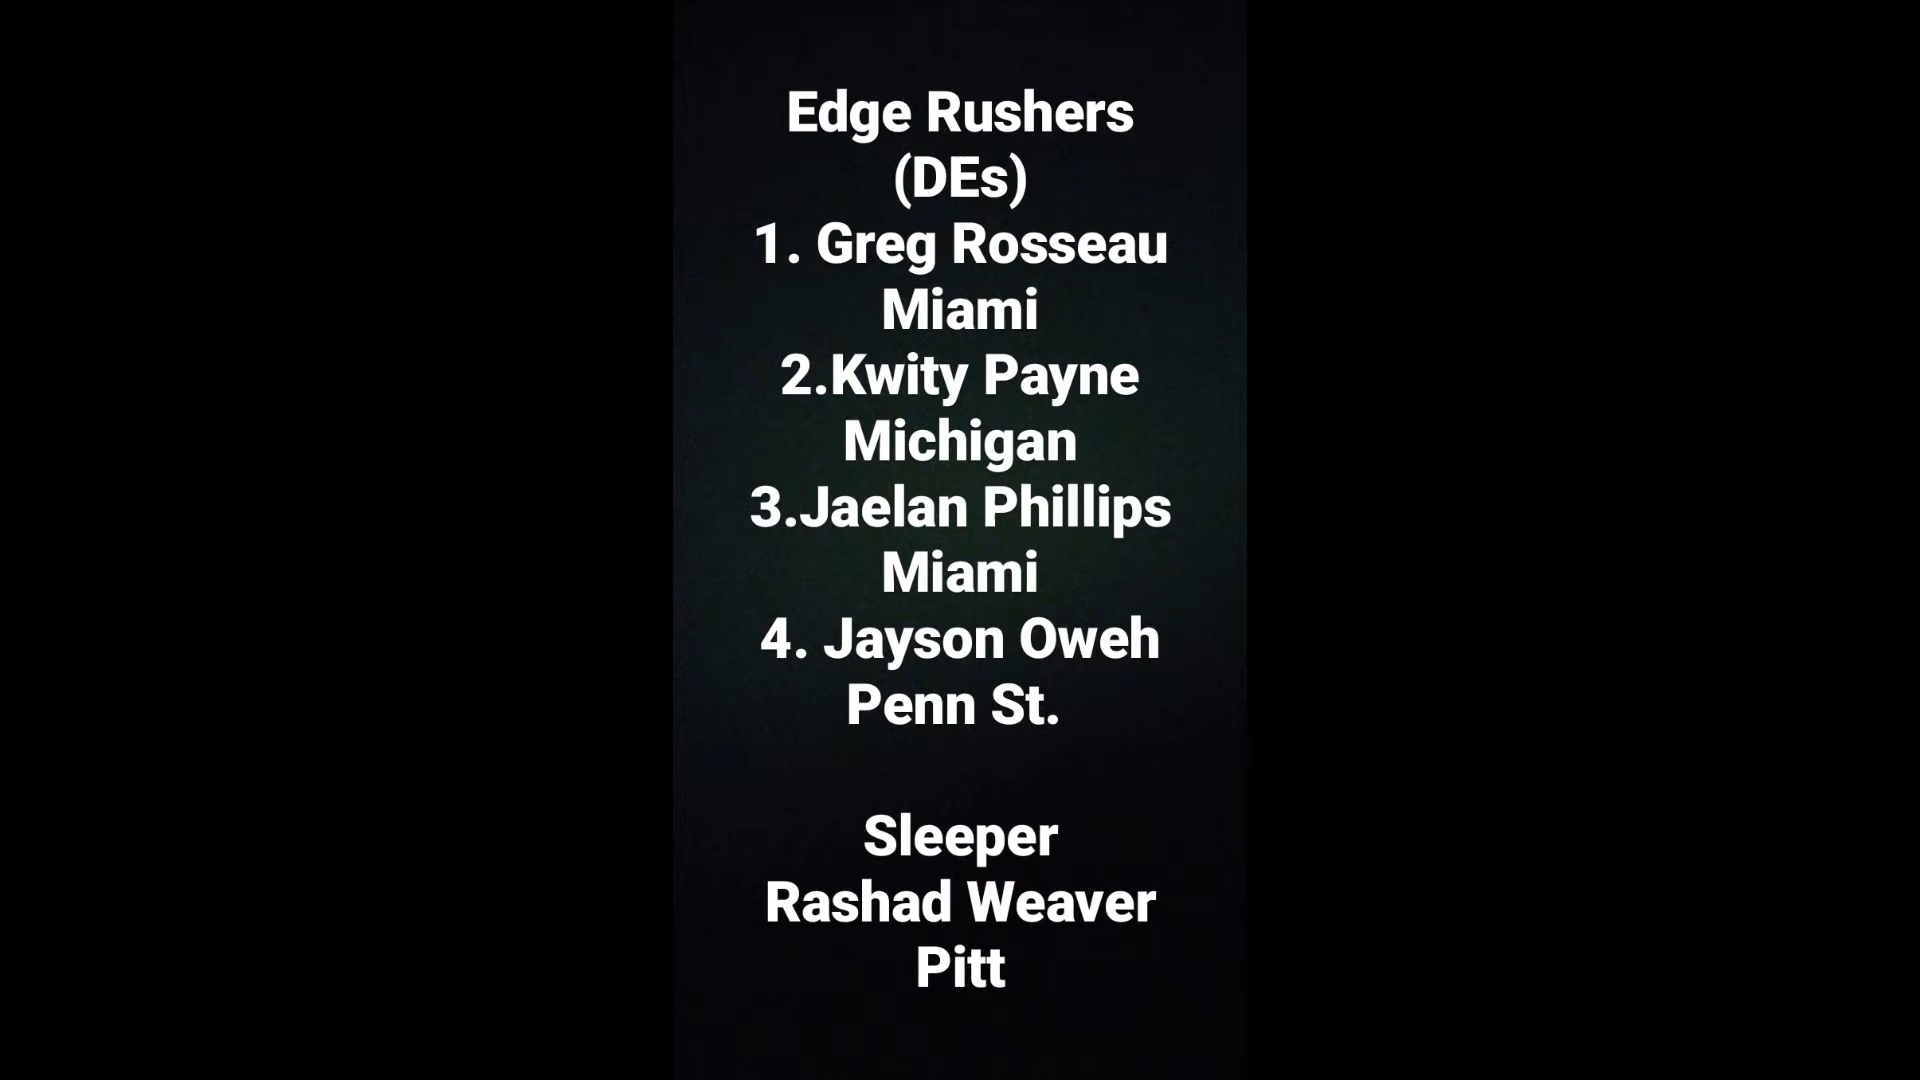 Edge Rushers
(DEs)
1. Greg Rosseau
Miami
2.Kwity Payne
Michigan
3.Jaelan Phillips
Miami
4. Jayson Oweh
Penn St.
Sleeper
Rashad Weaver
Pitt